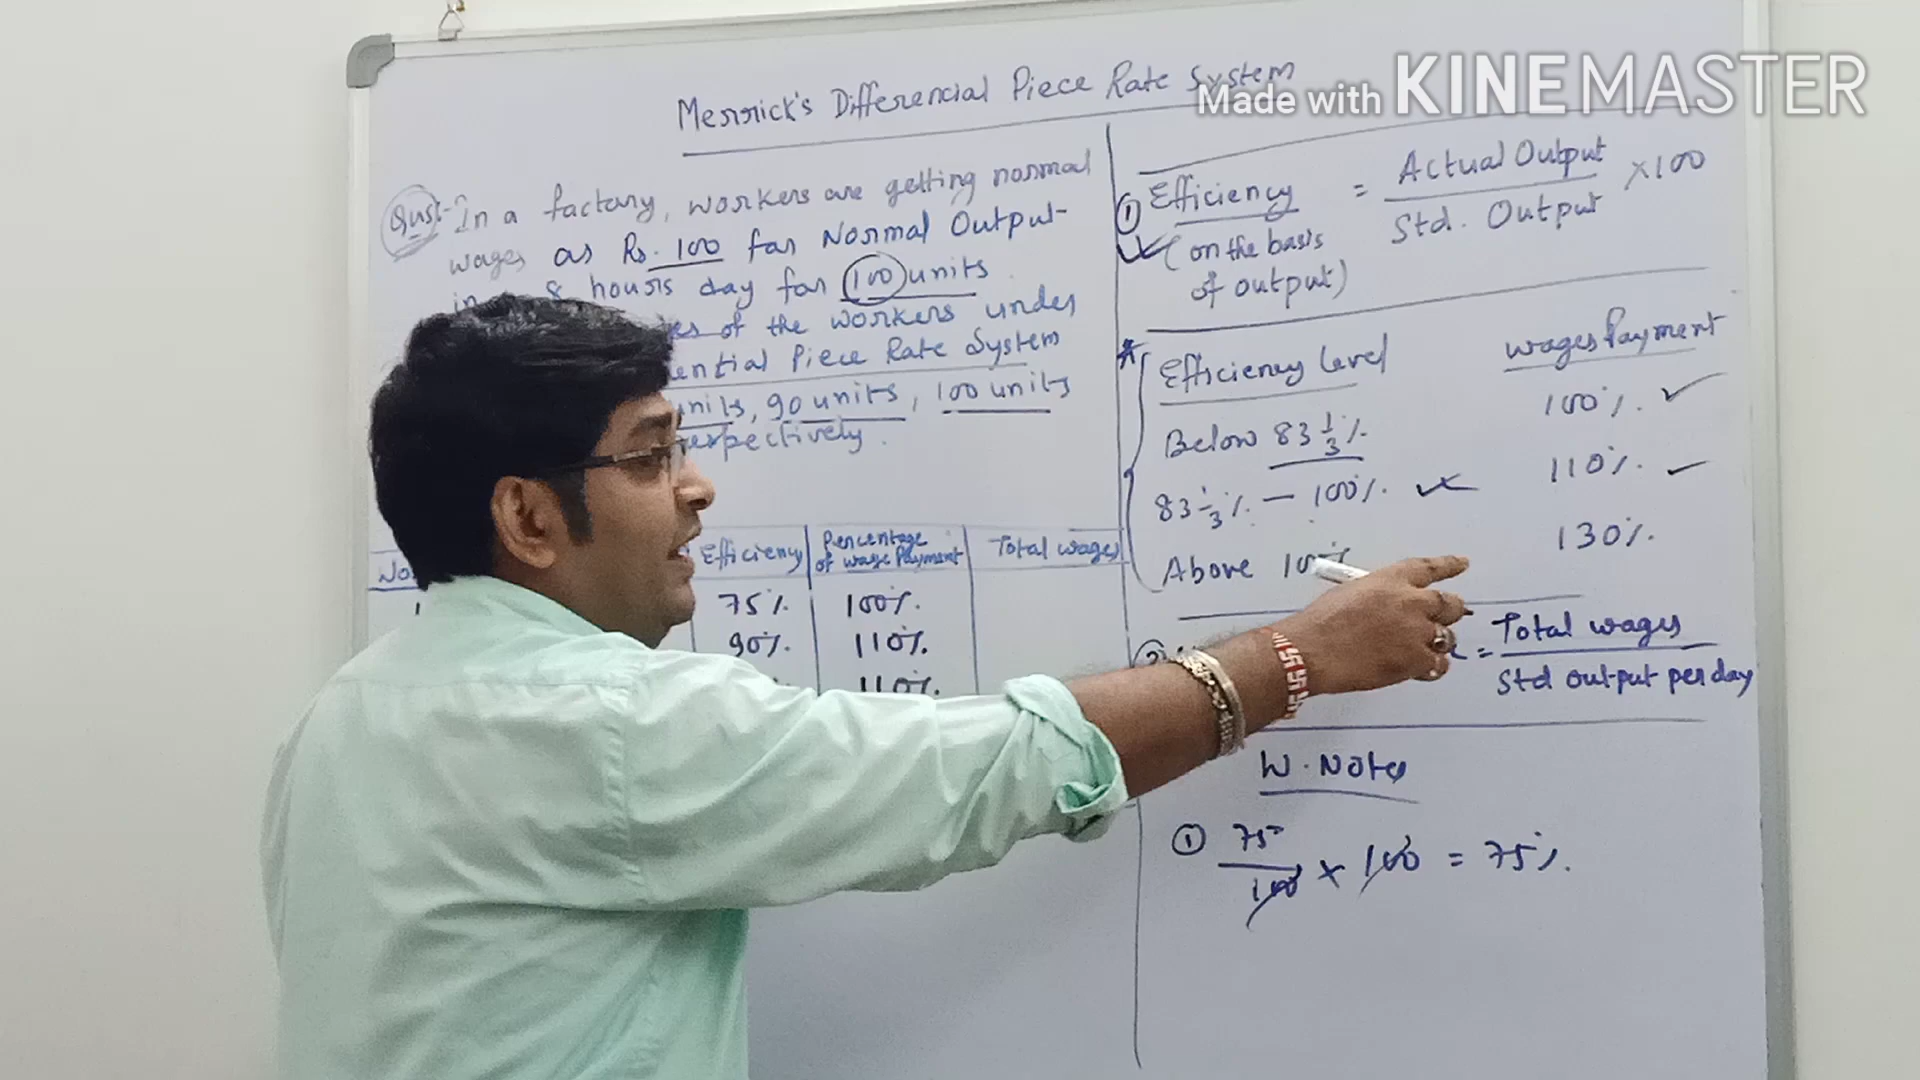 Made with KINEMASTER
Merrick's Differencial Piece Rate System
Qus:- In a factory, workers are getting normal
wages as Rs. 100 for Normal Output
in 8 hours day for 100 units
of the workers under
ential Piece Rate System
units, 90 units, 100 units
respectively.
Efficiency Percentage of wage Payment Total wages
75% 100%
90% 110%
110%
① Efficiency = Actual Output / Std. Output × 100
(on the basis
of output)
* Efficiency Level Wages Payment
Below 83 1/3% 100%
83 1/3% — 100% 110%
Above 100% 130%
② = Total wages / Std output per day
W. Notes
① 75/100 × 100 = 75%.